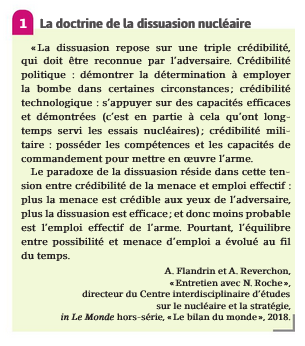 1 La doctrine de la dissuasion nucléaire
« La dissuasion repose sur une triple crédibilité,
qui doit être reconnue par l'adversaire. Crédibilité
politique : démontrer la détermination à employer
la bombe dans certaines circonstances ; crédibilité
technologique : s'appuyer sur des capacités efficaces
et démontrées (c'est en partie à cela qu'ont long-
temps servi les essais nucléaires) ; crédibilité mili-
taire : posséder les compétences et les capacités de
commandement pour mettre en œuvre l'arme.
Le paradoxe de la dissuasion réside dans cette ten-
sion entre crédibilité de la menace et emploi effectif :
plus la menace est crédible aux yeux de l'adversaire,
plus la dissuasion est efficace ; et donc moins probable
est l'emploi effectif de l'arme. Pourtant, l'équilibre
entre possibilité et menace d'emploi a évolué au fil
du temps.
A. Flandrin et A. Reverchon,
« Entretien avec N. Roche »,
directeur du Centre interdisciplinaire d'études
sur le nucléaire et la stratégie,
in Le Monde hors-série, « Le bilan du monde », 2018.